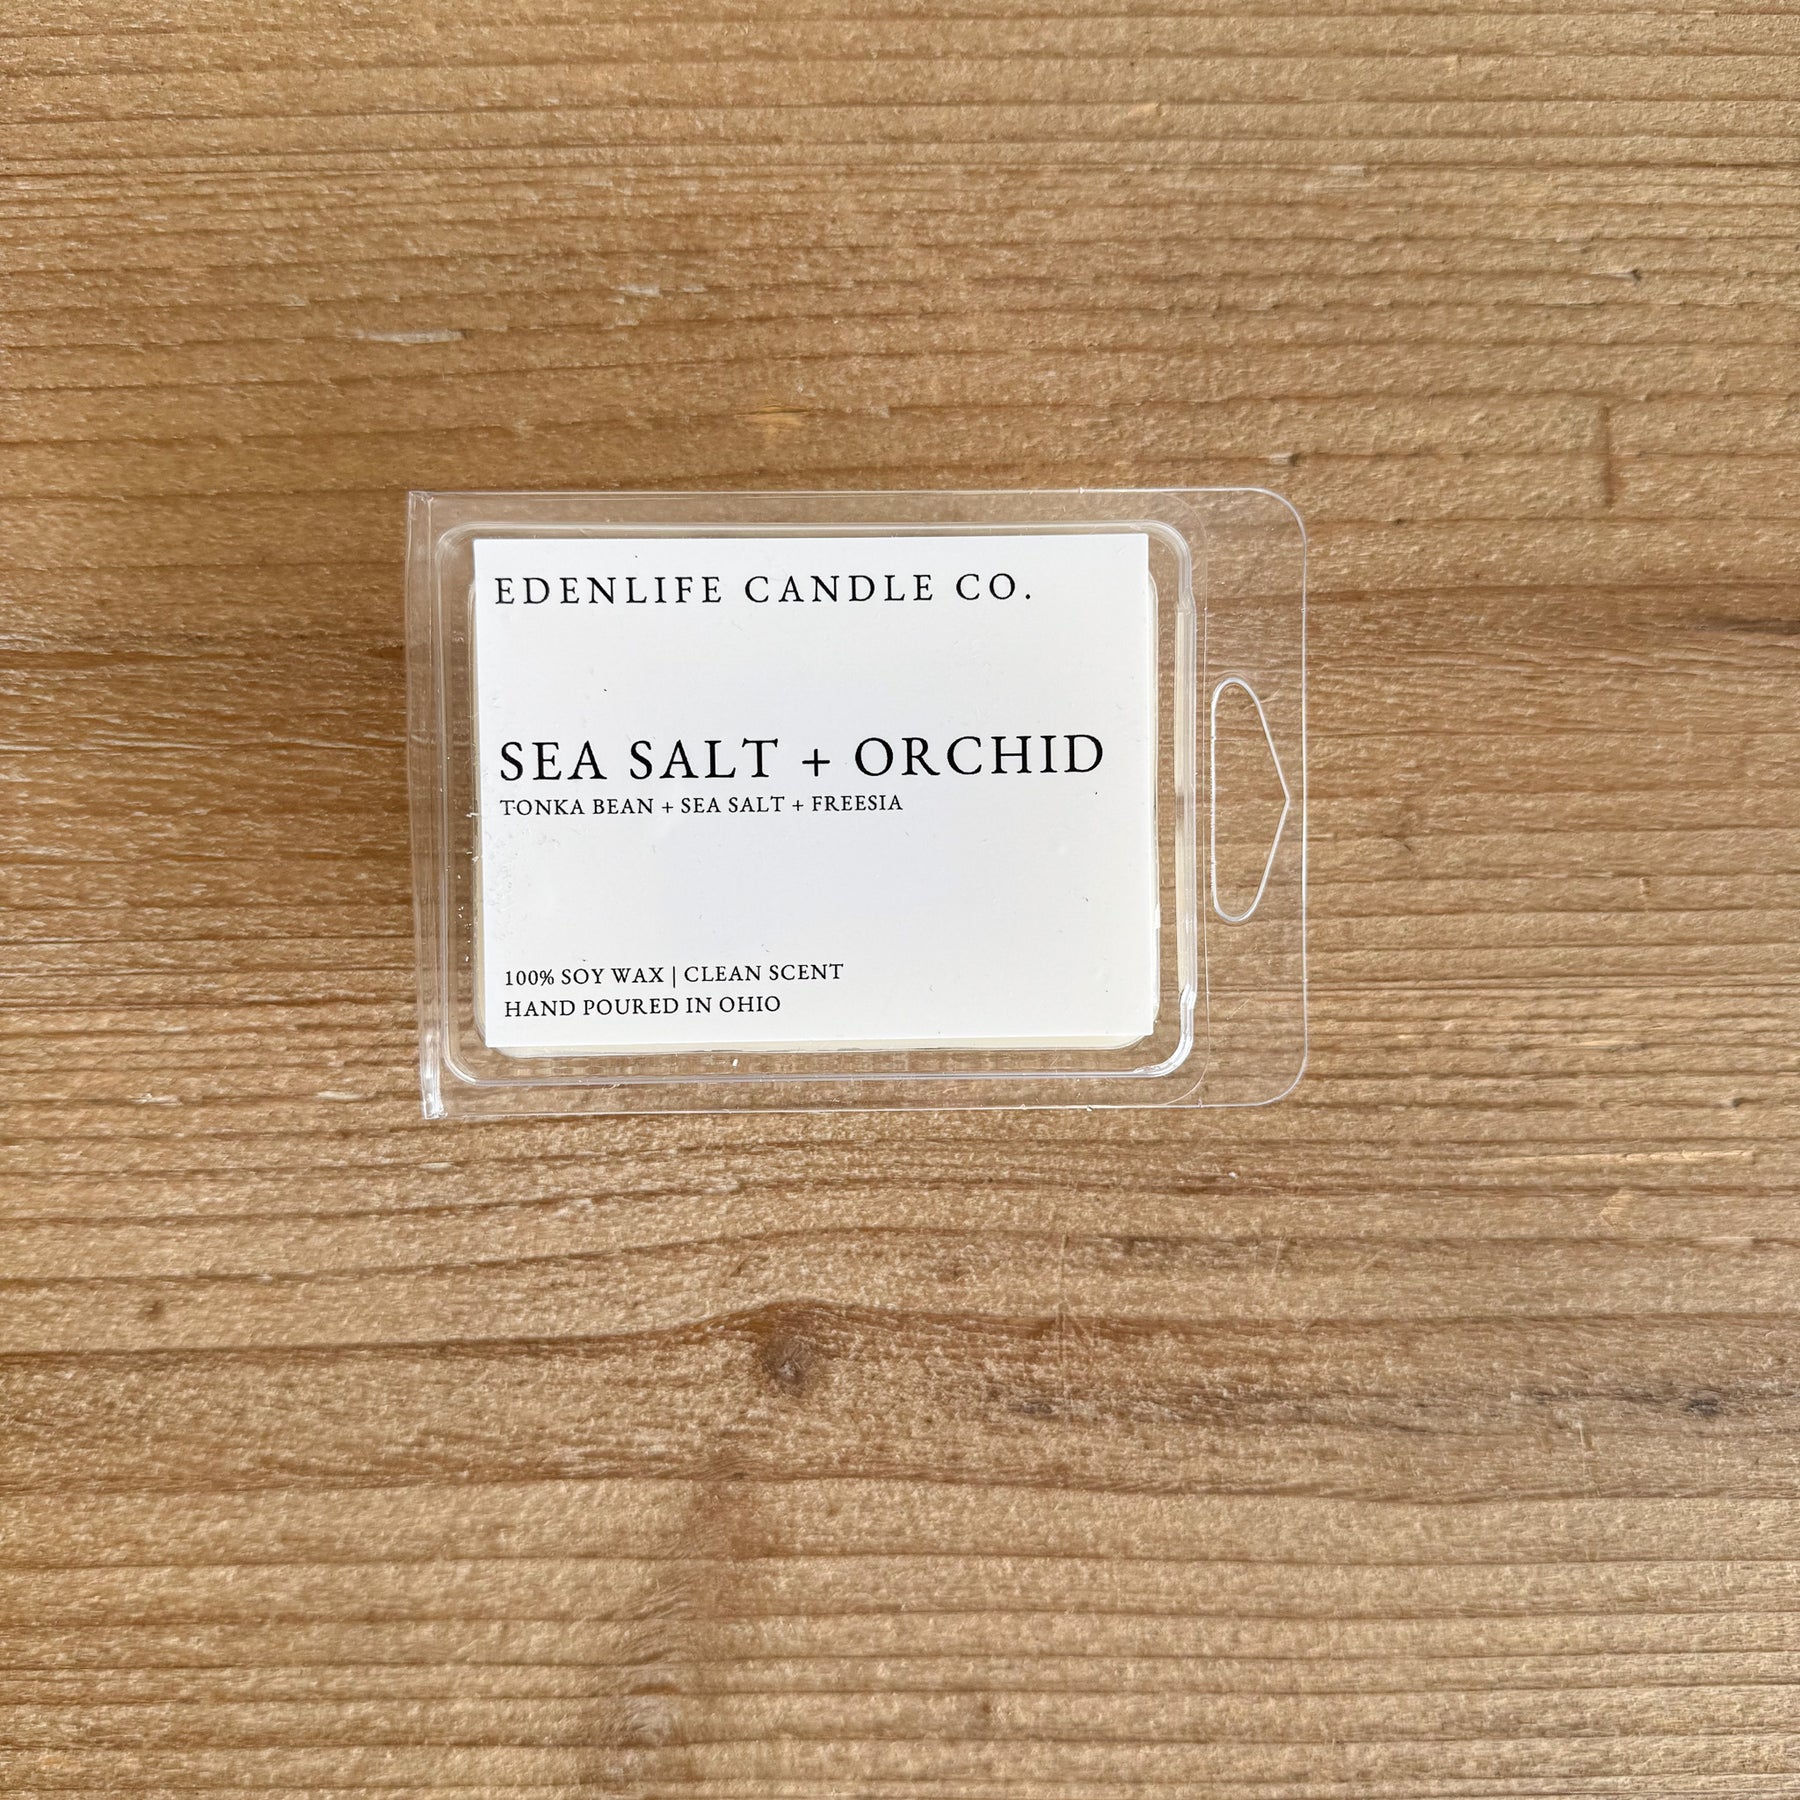 EDENLIFE CANDLE CO.
SEA SALT + ORCHID
TONKA BEAN + SEA SALT + FREESIA
100% SOY WAX | CLEAN SCENT
HAND POURED IN OHIO